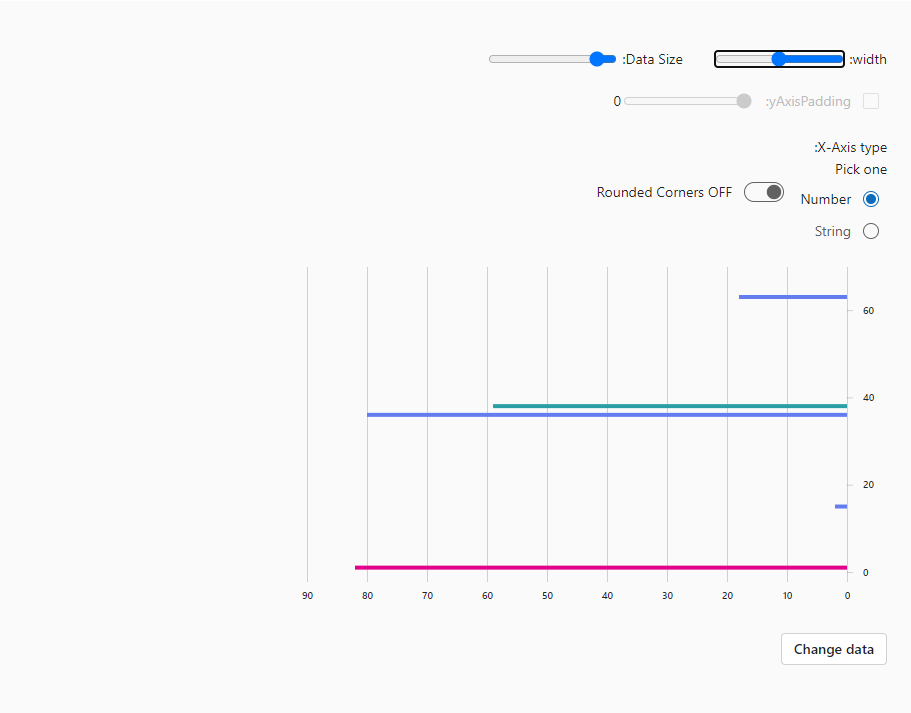 :width
:Data Size
:yAxisPadding
0
:X-Axis type
Pick one
Number
Rounded Corners OFF
String
60
40
20
0
90 80 70 60 50 40 30 20 10 0
Change data